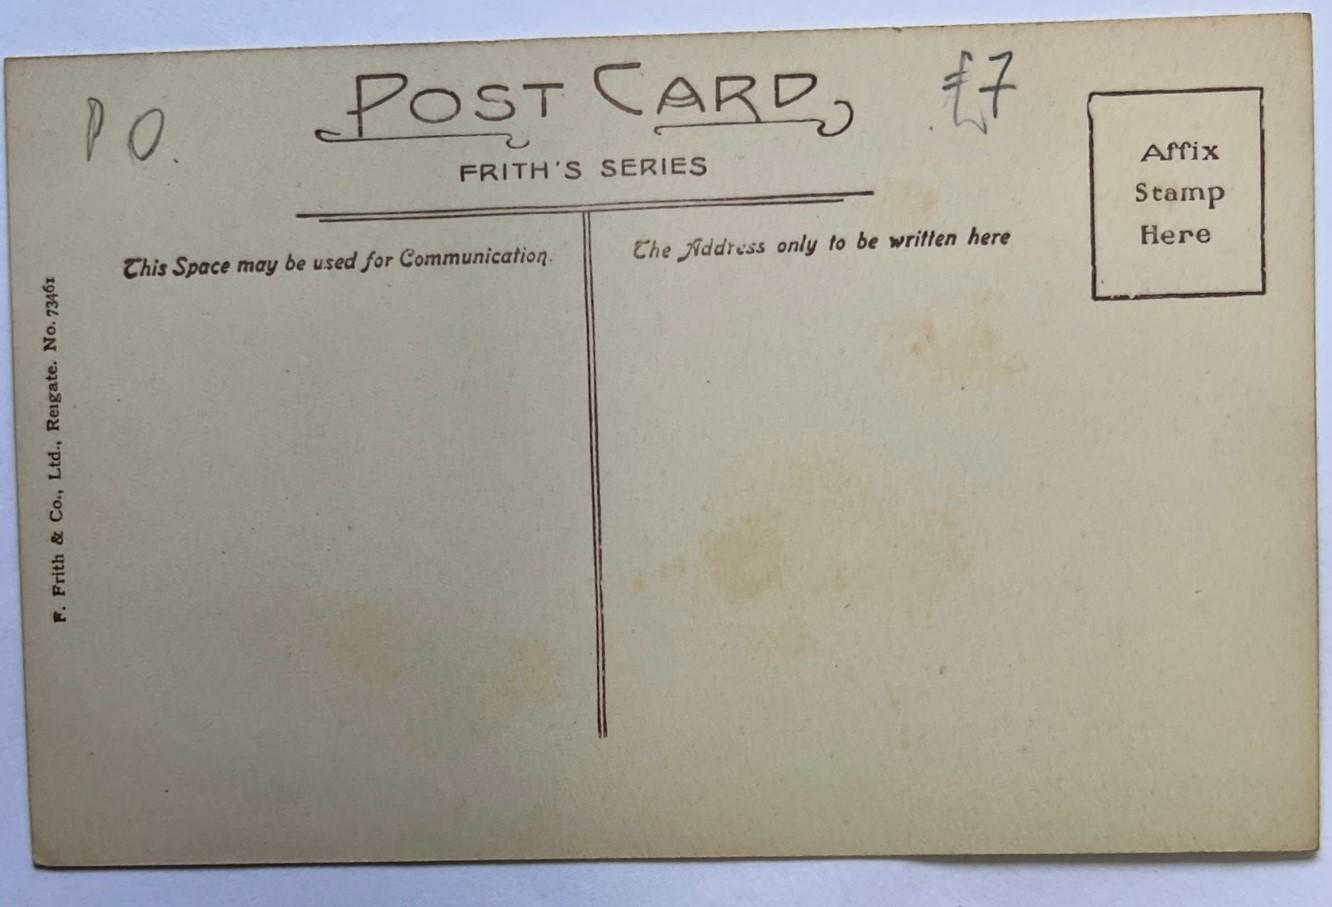 P O.
POST CARD
£7
FRITH'S SERIES
Affix
Stamp
Here
This Space may be used for Communication.
The Address only to be written here
F. Frith & Co., Ltd., Reigate. No. 73461